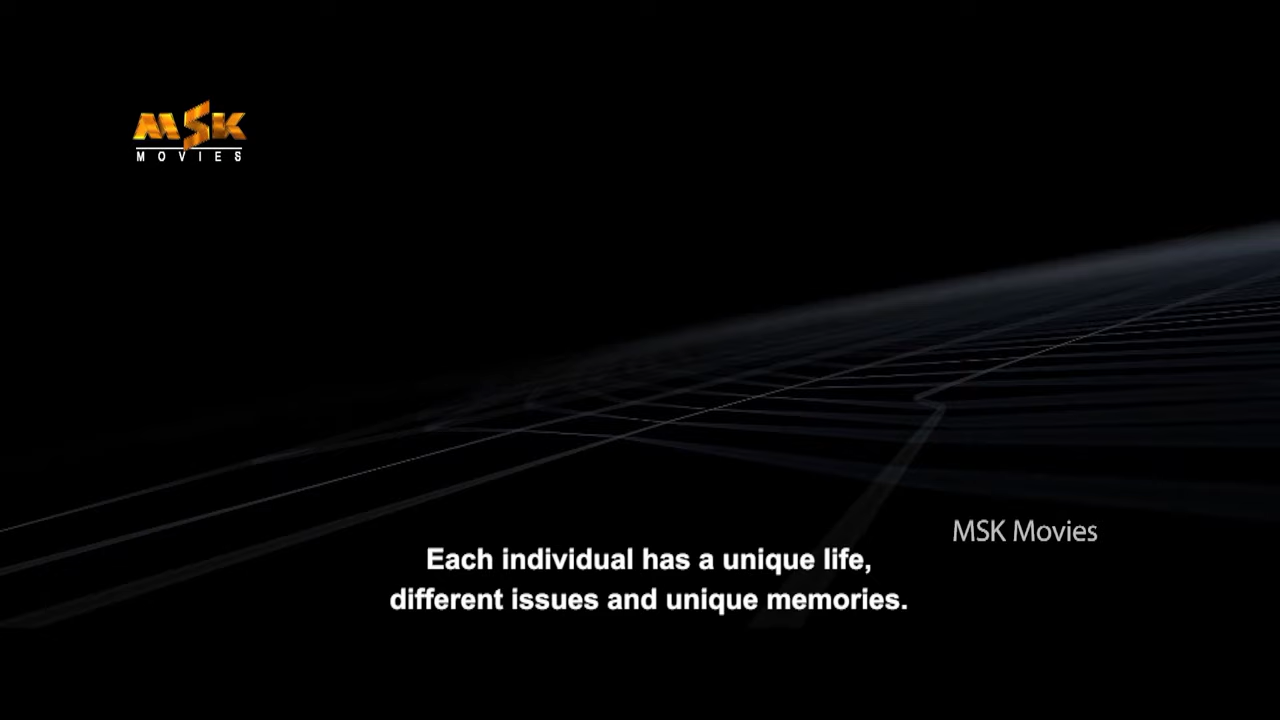 MSK
MOVIES
MSK Movies
Each individual has a unique life,
different issues and unique memories.